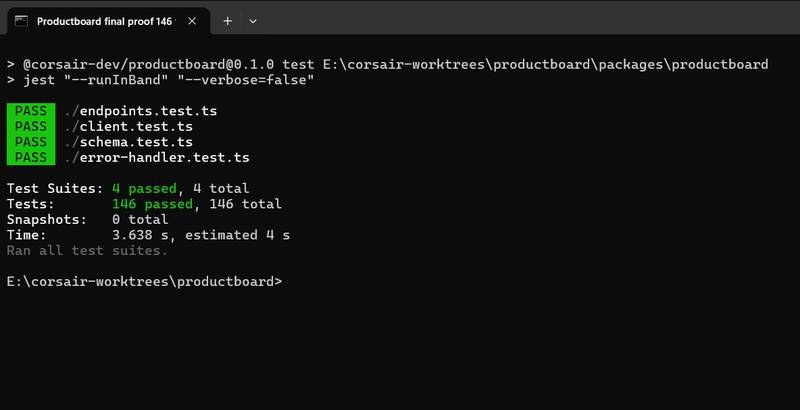 Productboard final proof 146
> @corsair-dev/productboard@0.1.0 test E:\corsair-worktrees\productboard\packages\productboard
> jest "--runInBand" "--verbose=false"
PASS ./endpoints.test.ts
PASS ./client.test.ts
PASS ./schema.test.ts
PASS ./error-handler.test.ts
Test Suites: 4 passed, 4 total
Tests:       146 passed, 146 total
Snapshots:   0 total
Time:        3.638 s, estimated 4 s
Ran all test suites.
E:\corsair-worktrees\productboard>